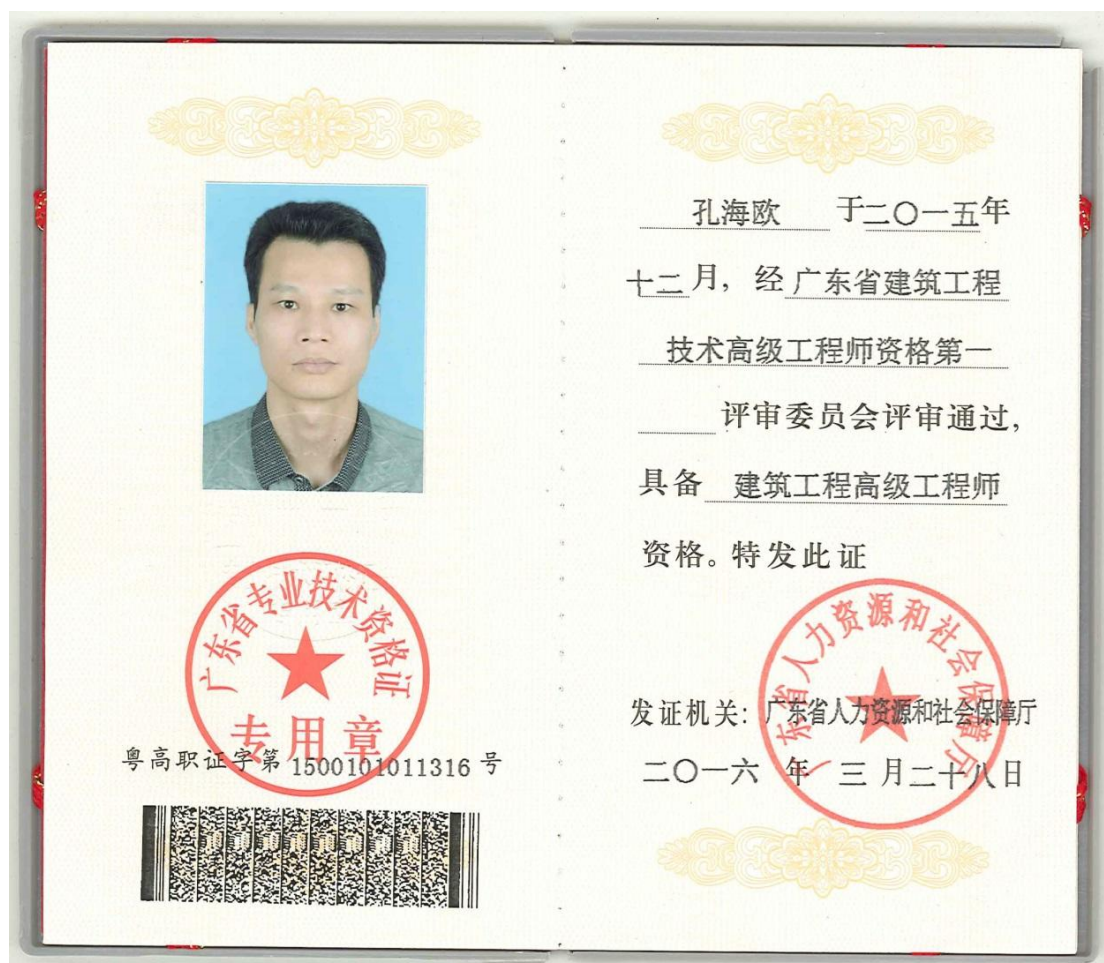 广东省专业技术资格证
专用章
粤高职证字第 1500101011316 号
孔海欧 于二〇一五年
十二月，经广东省建筑工程
技术高级工程师资格第一
评审委员会评审通过，
具备 建筑工程高级工程师
资格。特发此证
广东省人力资源和社会保障厅
发证机关：广东省人力资源和社会保障厅
二〇一六 年 三 月二十八日